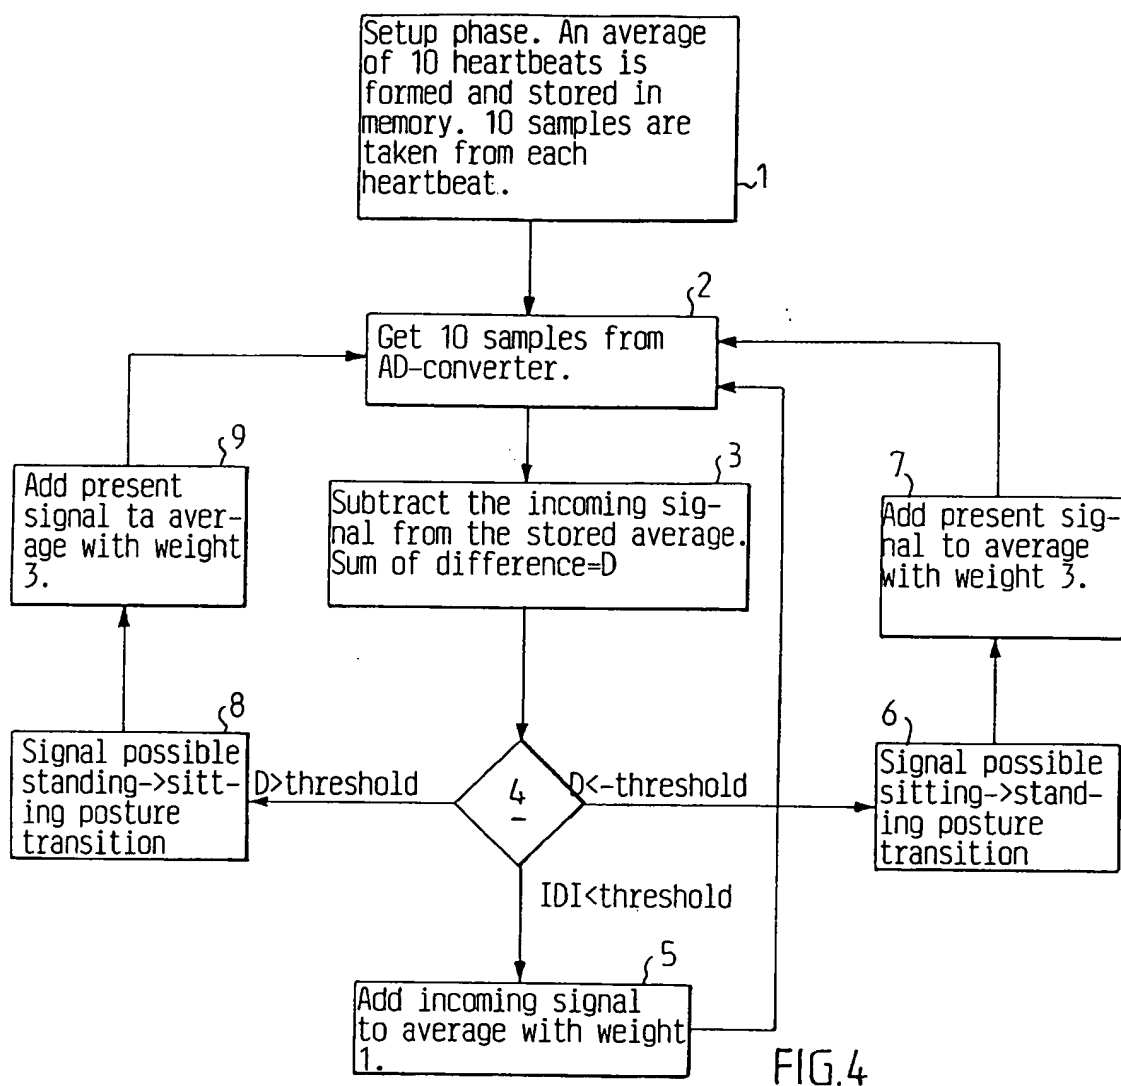 Setup phase. An average
of 10 heartbeats is
formed and stored in
memory. 10 samples are
taken from each
heartbeat.
1
2
Get 10 samples from
AD-converter.
9
Add present
signal ta aver-
age with weight
3.
3
Subtract the incoming sig-
nal from the stored average.
Sum of difference=D
7
Add present sig-
nal to average
with weight 3.
8
Signal possible
standing->sitt-
ing posture
transition
D>threshold
4
D<-threshold
6
Signal possible
sitting->stand-
ing posture
transition
IDI<threshold
5
Add incoming signal
to average with weight
1.
FIG.4